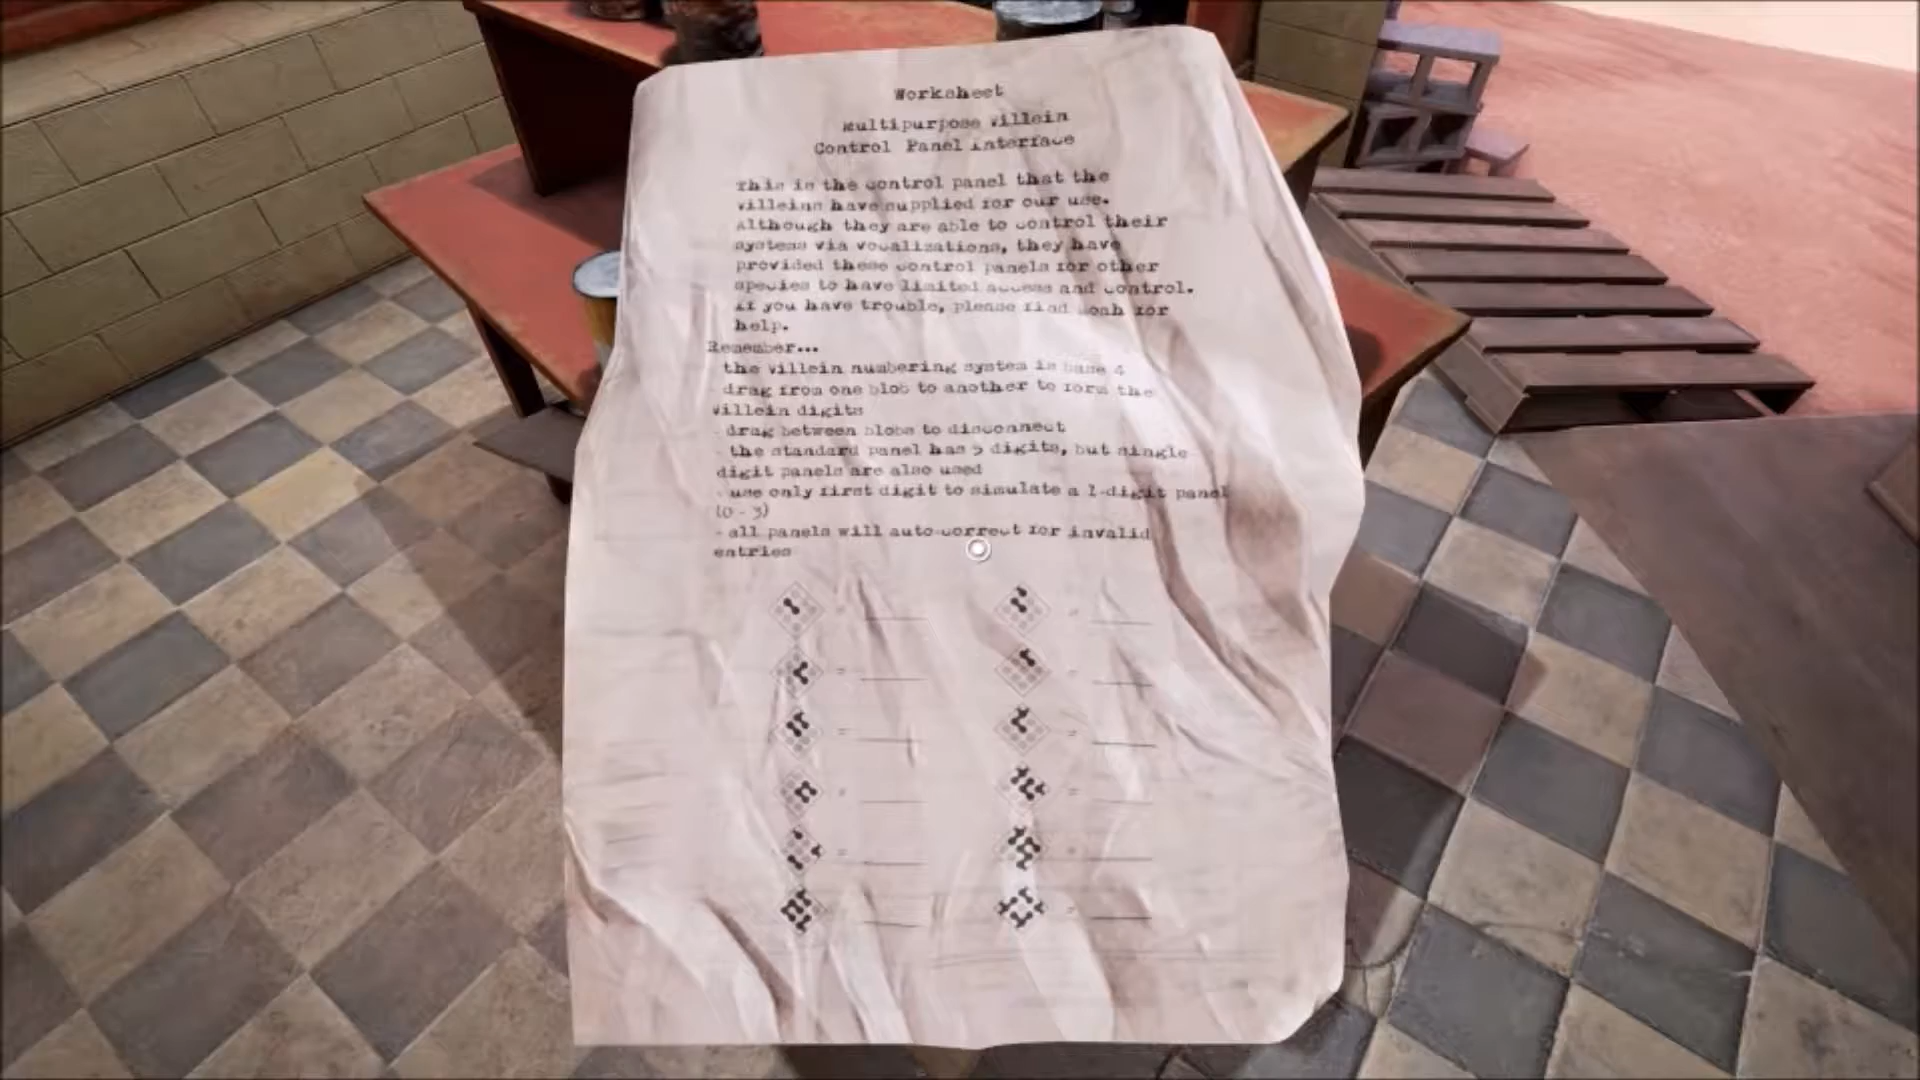 Worksheet
Multipurpose Villein
Control Panel Interface
This is the control panel that the
villeins have supplied for our use.
Although they are able to control their
systems via vocalizations, they have
provided these control panels for other
species to have limited access and control.
If you have trouble, please find Josh for
help.
Remember...
the villein numbering system is base 4
drag from one blob to another to form the
villein digits
- drag between blobs to disconnect
- the standard panel has 5 digits, but single
digit panels are also used
- use only first digit to simulate a 1-digit panel
(0 - 3)
- all panels will auto-correct for invalid
entries
= =
= =
= =
= =
= =
= =